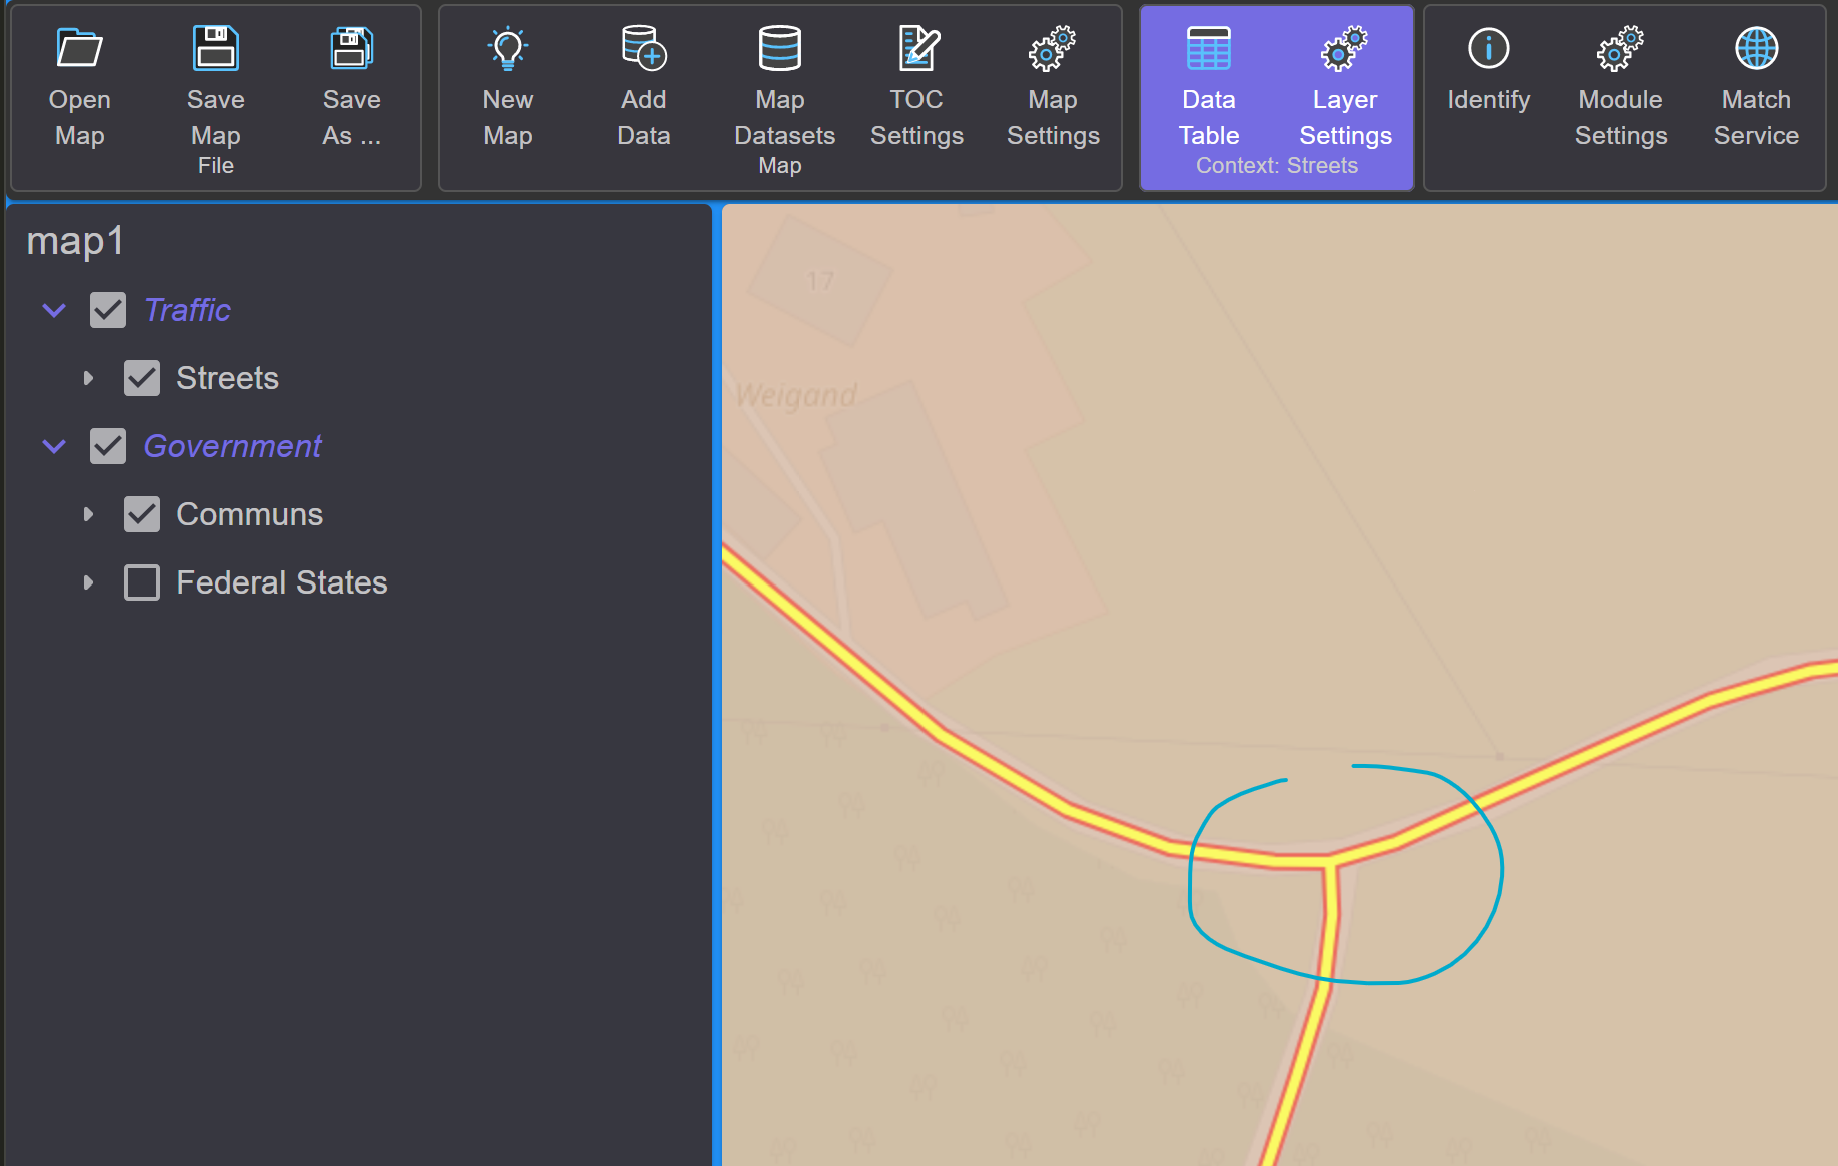 Open Map
Save Map
Save As ...
File
New Map
Add Data
Map Datasets
TOC Settings
Map Settings
Map
Data Table
Layer Settings
Context: Streets
Identify
Module Settings
Match Service
map1
Traffic
Streets
Government
Communs
Federal States
17
Weigand